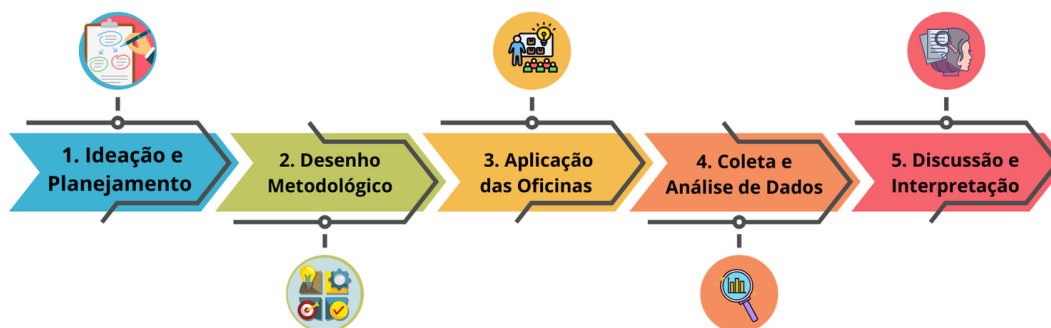 1. Ideação e
Planejamento
2. Desenho
Metodológico
3. Aplicação
das Oficinas
4. Coleta e
Análise de Dados
5. Discussão e
Interpretação